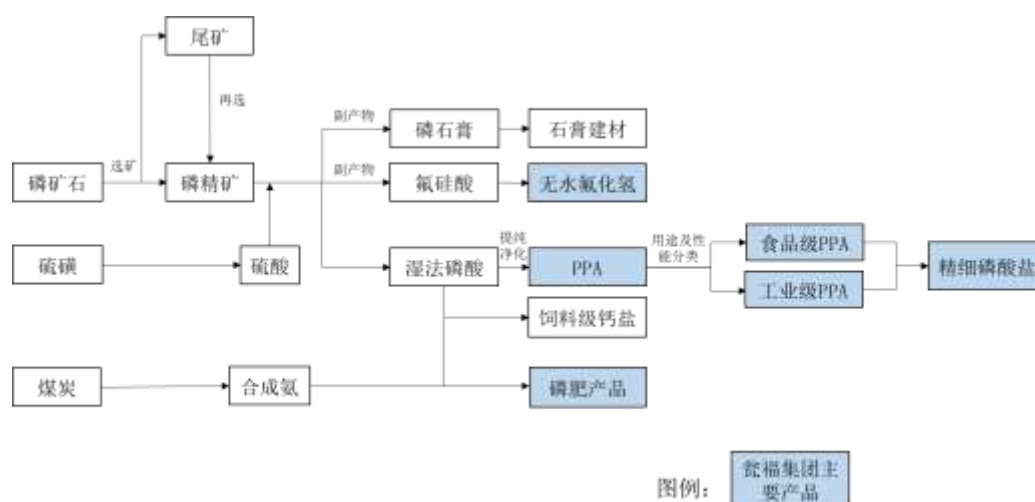 尾矿
再选
副产物
磷石膏
石膏建材
选矿
副产物
磷矿石
磷精矿
氟硅酸
无水氟化氢
提纯
净化
用途及性
能分类
食品级PPA
硫磺
硫酸
湿法磷酸
PPA
精细磷酸盐
工业级PPA
饲料级钙盐
煤炭
合成氨
磷肥产品
图例：
瓮福集团主
要产品